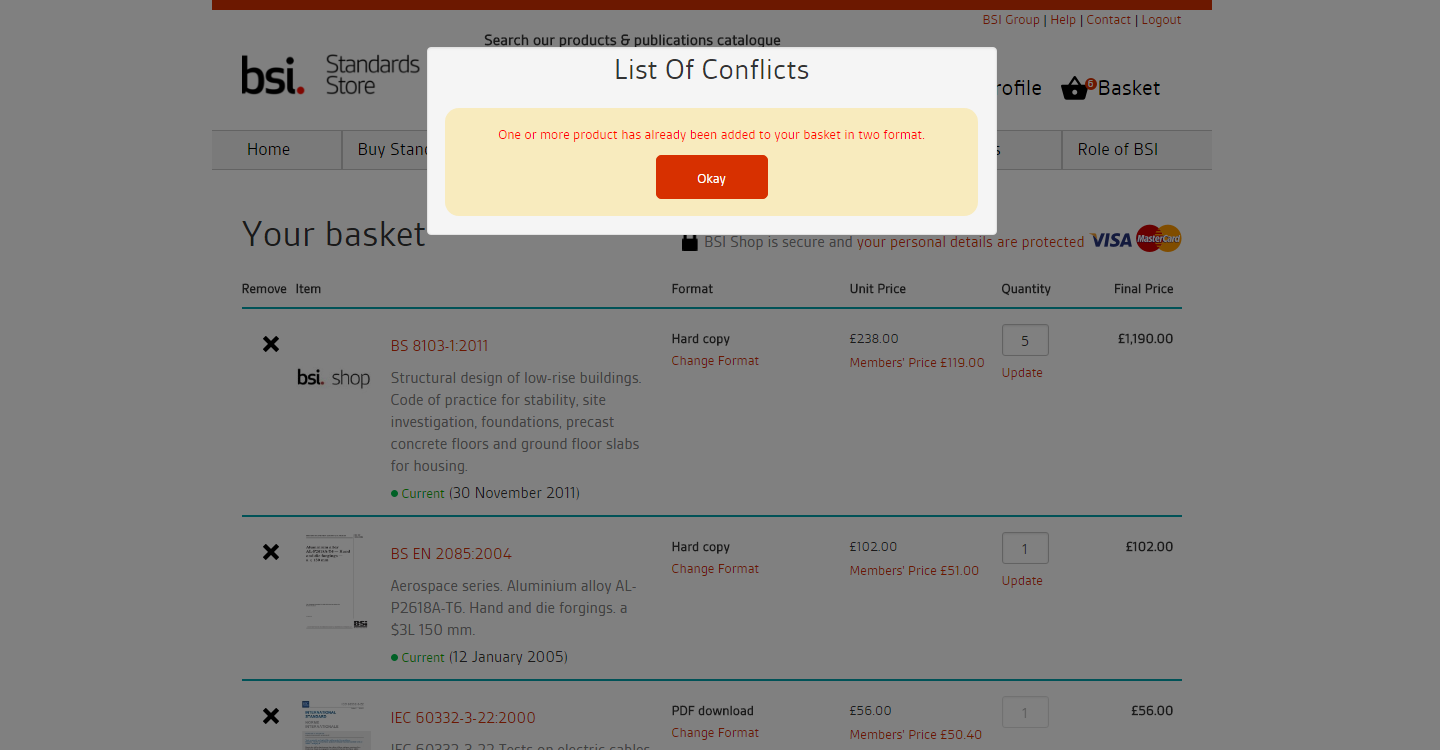 BSI Group | Help | Contact | Logout
Search our products & publications catalogue
bsi. Standards Store
List Of Conflicts
rofile 6 Basket
One or more product has already been added to your basket in two format.
Okay
Home Buy Stan s Role of BSI
Your basket
BSI Shop is secure and your personal details are protected VISA MasterCard
Remove Item Format Unit Price Quantity Final Price
BS 8103-1:2011 Hard copy £238.00 5 £1,190.00
Change Format Members' Price £119.00 Update
bsi. shop
Structural design of low-rise buildings.
Code of practice for stability, site
investigation, foundations, precast
concrete floors and ground floor slabs
for housing.
Current (30 November 2011)
BS EN 2085:2004 Hard copy £102.00 1 £102.00
Change Format Members' Price £51.00 Update
Aerospace series. Aluminium alloy AL-
P2618A-T6. Hand and die forgings. a
$3L 150 mm.
BSi
Current (12 January 2005)
IEC 60332-3-22:2000 PDF download £56.00 1 £56.00
Change Format Members' Price £50.40
INTERNATIONAL
STANDARD
IEC 60332-3-22 Tests on electric cables